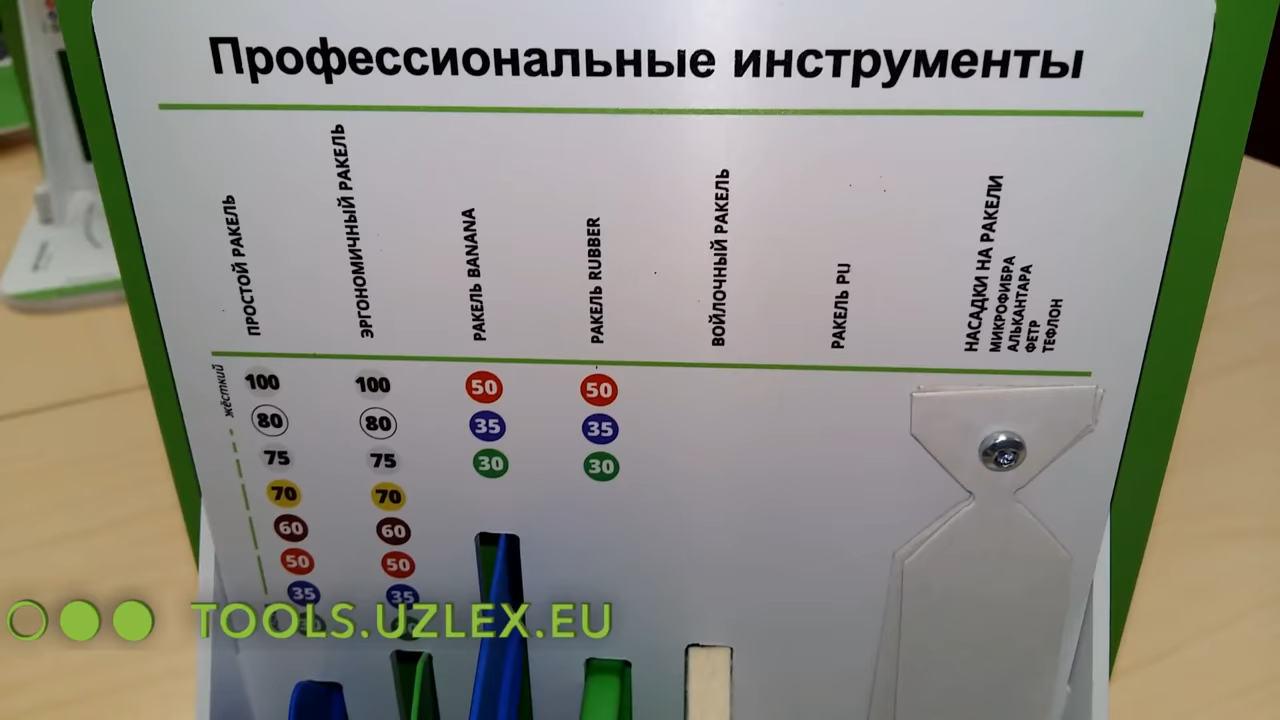 Профессиональные инструменты
ПРОСТОЙ РАКЕЛЬ
ЭРГОНОМИЧНЫЙ РАКЕЛЬ
РАКЕЛЬ BANANA
РАКЕЛЬ RUBBER
ВОЙЛОЧНЫЙ РАКЕЛЬ
РАКЕЛЬ PU
НАСАДКИ НА РАКЕЛИ
МИКРОФИБРА
АЛЬКАНТАРА
ФЕТР
ТЕФЛОН
жёсткий
100 100 50 50
80 80 35 35
75 75 30 30
70 70
60 60
50 50
35 35
TOOLS.UZLEX.EU